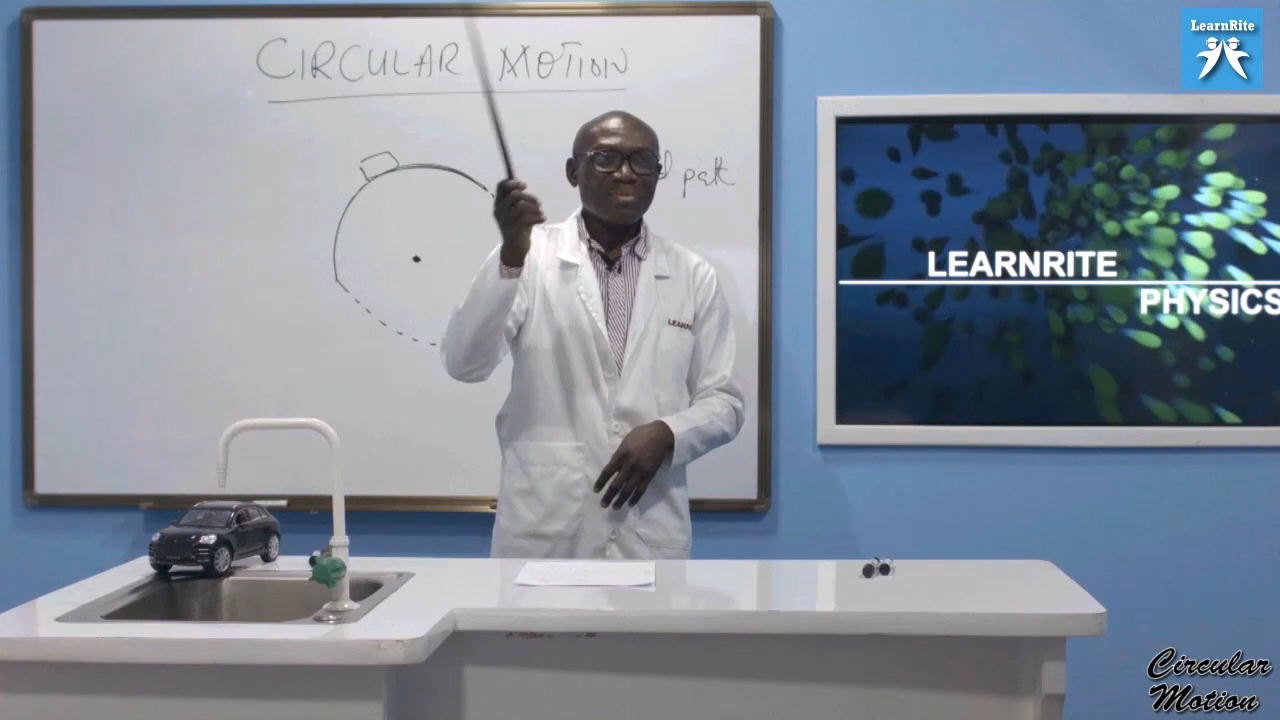 CIRCULAR MOTION
path
LearnRite
LEARNRITE
PHYSICS
Circular
Motion